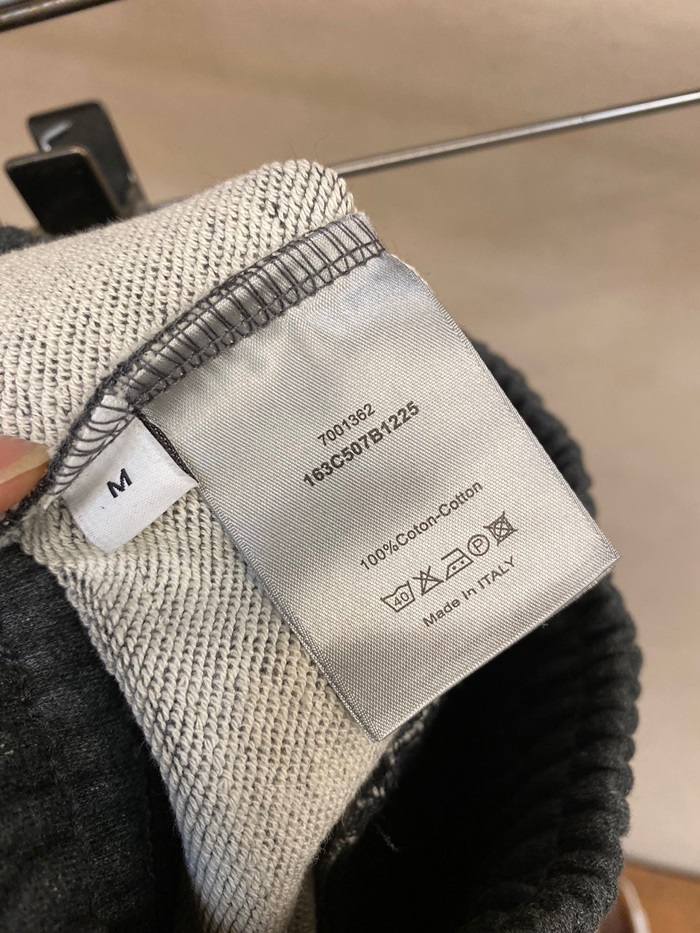 M
7001362
163C507B1225
100%Coton-Cotton
40 P
Made in ITALY